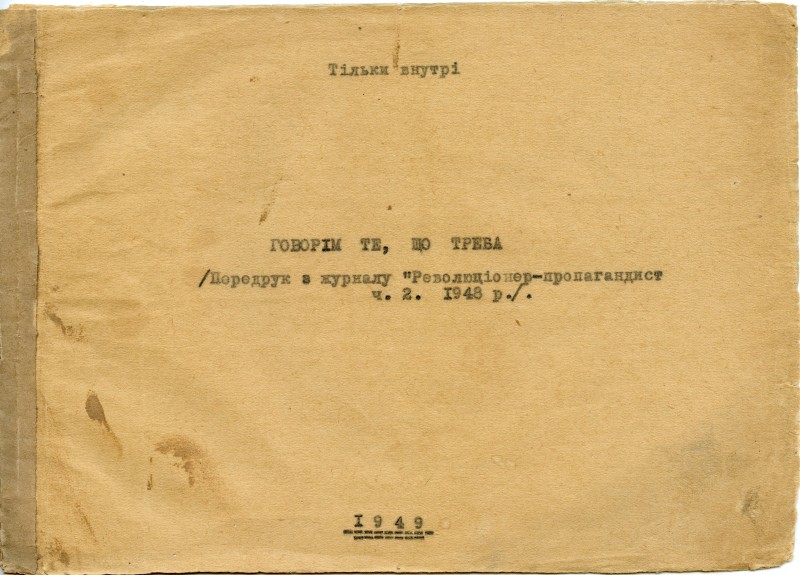 Тільки внутрі
ГОВОРІМ ТЕ, ЩО ТРЕБА
/Передрук з журналу "Революціонер-пропагандист
ч. 2. 1948 р./.
1949